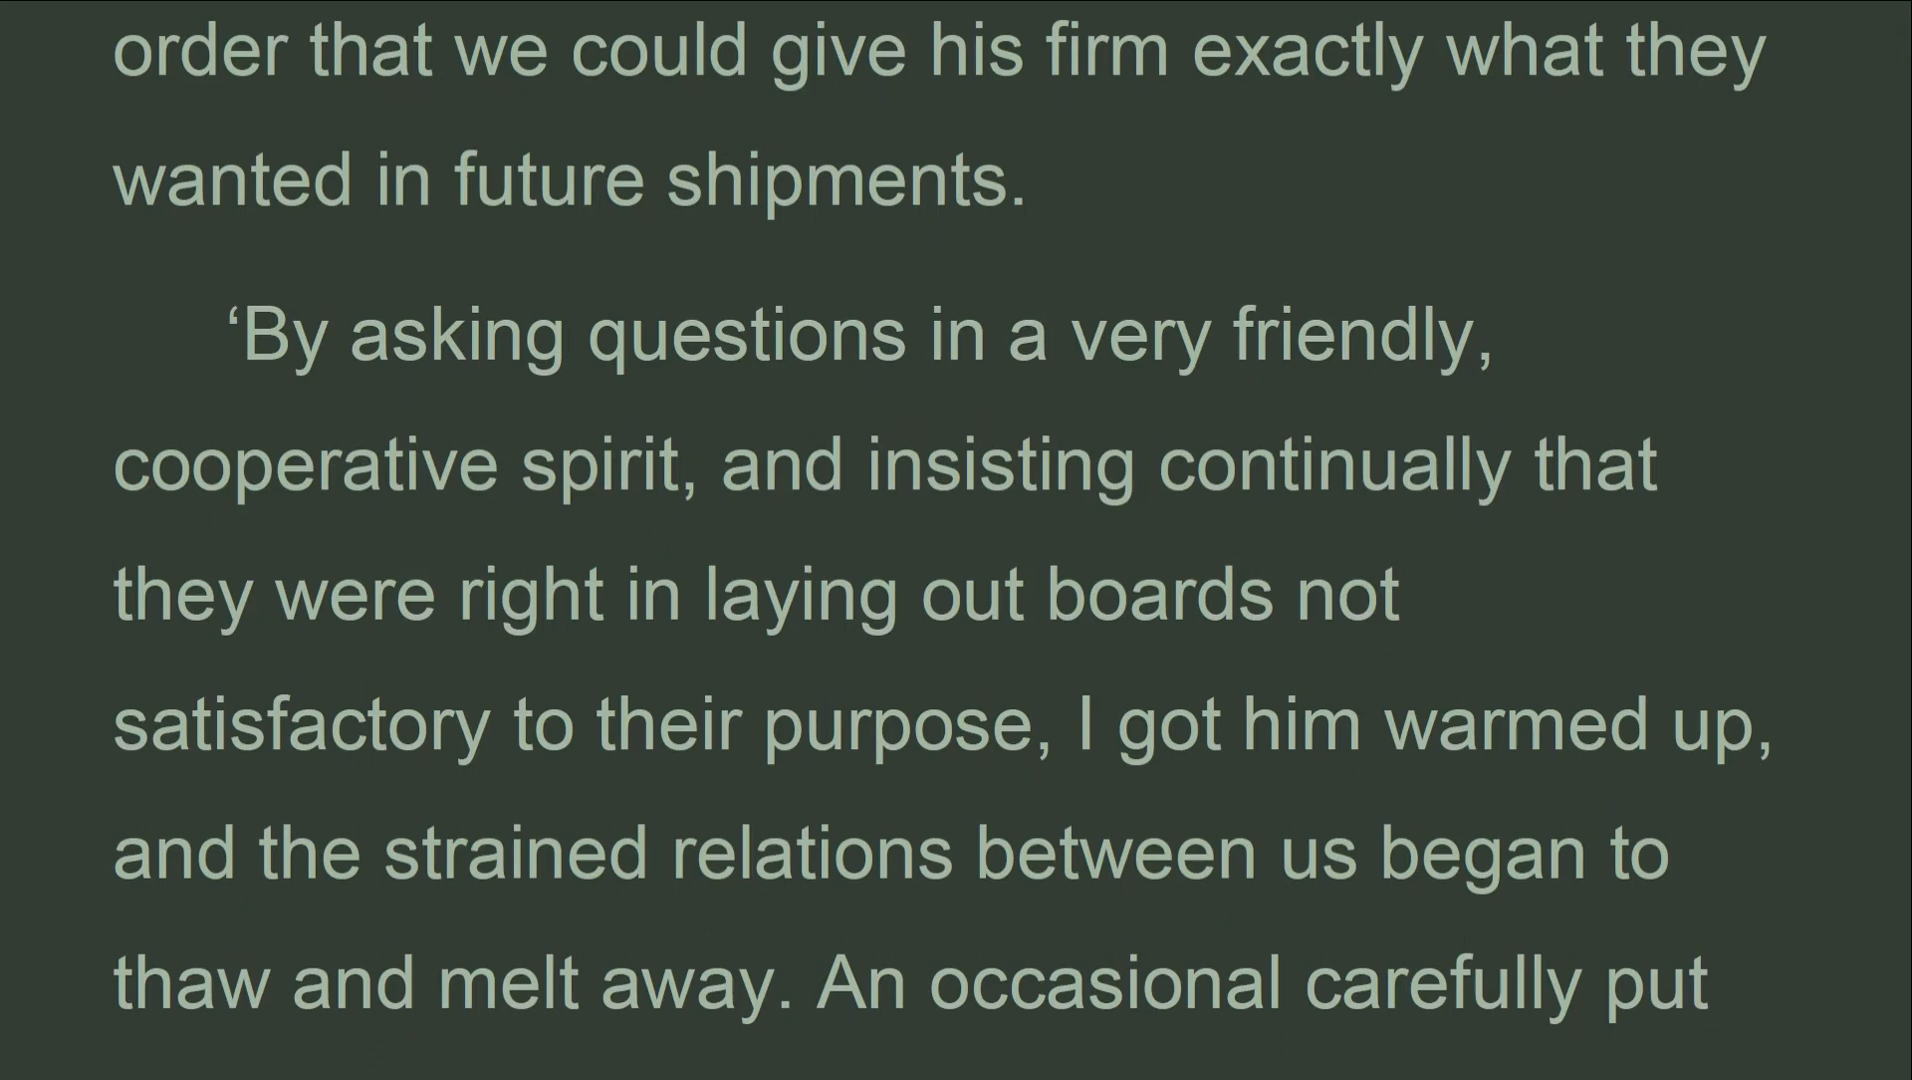 order that we could give his firm exactly what they
wanted in future shipments.
‘By asking questions in a very friendly,
cooperative spirit, and insisting continually that
they were right in laying out boards not
satisfactory to their purpose, I got him warmed up,
and the strained relations between us began to
thaw and melt away. An occasional carefully put